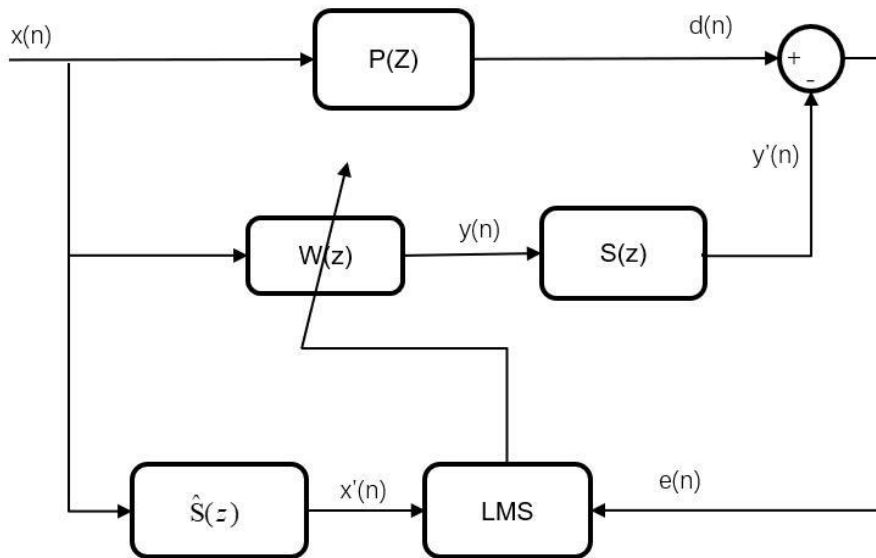 x(n)
P(Z)
d(n)
+
-
y’(n)
W(z)
y(n)
S(z)
Ŝ(z)
x’(n)
LMS
e(n)